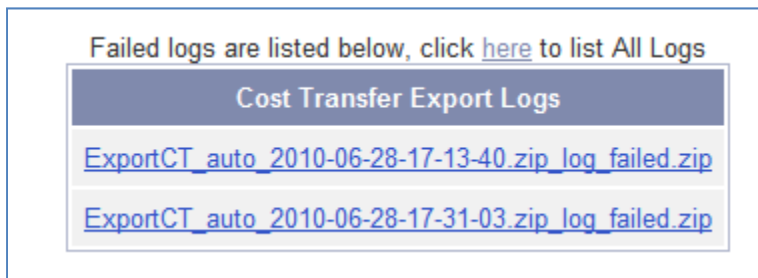 Failed logs are listed below, click here to list All Logs
Cost Transfer Export Logs
ExportCT_auto_2010-06-28-17-13-40.zip_log_failed.zip
ExportCT_auto_2010-06-28-17-31-03.zip_log_failed.zip